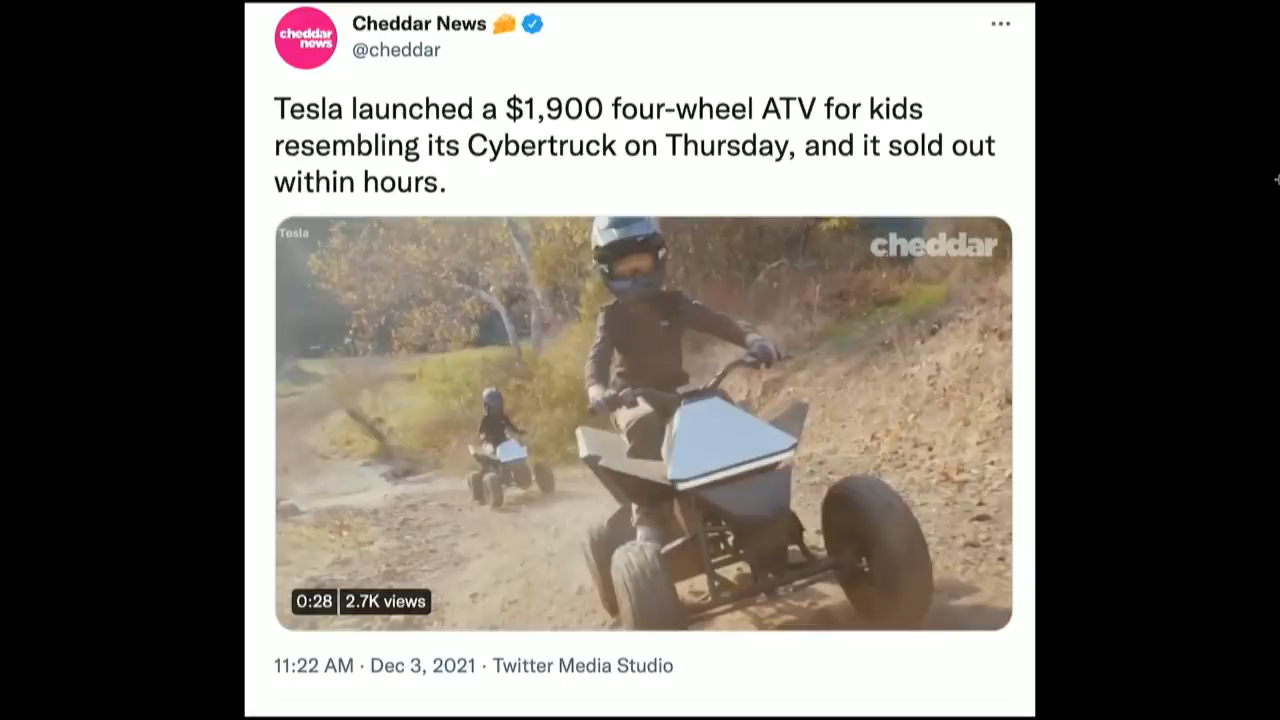 cheddar
news
Cheddar News
@cheddar
Tesla launched a $1,900 four-wheel ATV for kids
resembling its Cybertruck on Thursday, and it sold out
within hours.
Tesla
cheddar
0:28 2.7K views
11:22 AM · Dec 3, 2021 · Twitter Media Studio